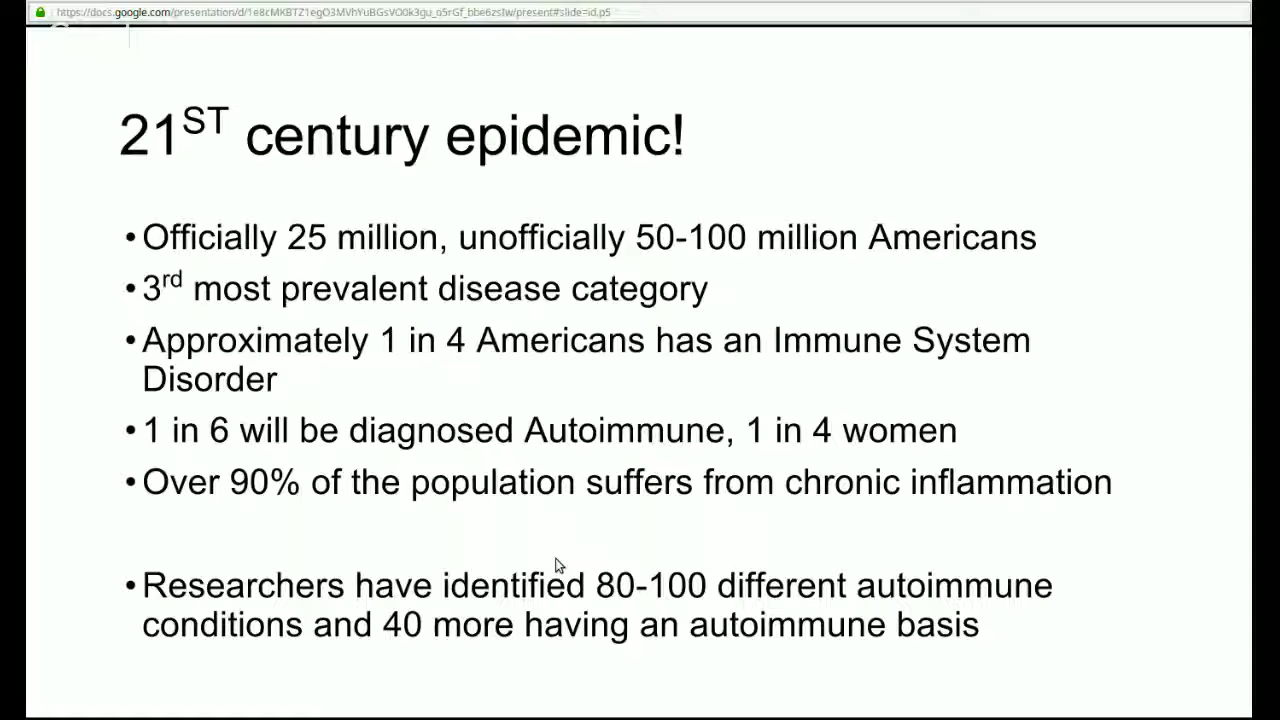 https://docs.google.com/presentation/d/1e8cMKBTZ1egO3MVhYuBGsVO0k3gu_o5rGf_bbe6zsIw/present#slide=id.p5
21ST century epidemic!
•Officially 25 million, unofficially 50-100 million Americans
•3rd most prevalent disease category
•Approximately 1 in 4 Americans has an Immune System
Disorder
•1 in 6 will be diagnosed Autoimmune, 1 in 4 women
•Over 90% of the population suffers from chronic inflammation
•Researchers have identified 80-100 different autoimmune
conditions and 40 more having an autoimmune basis